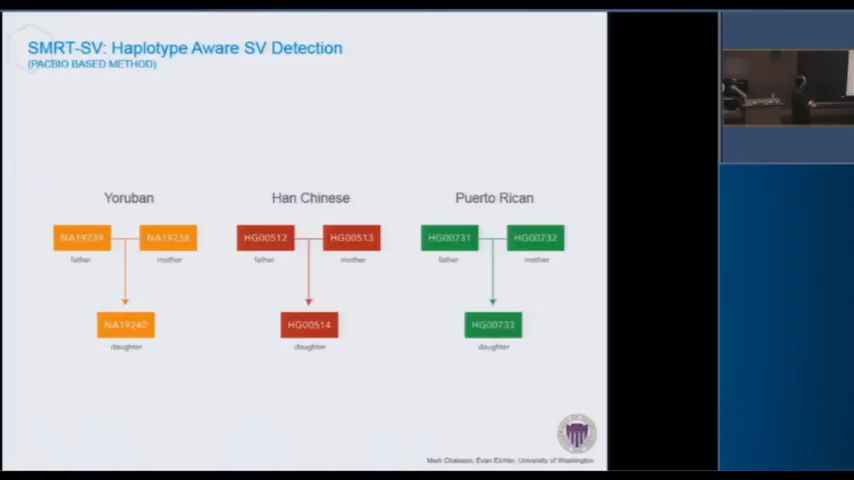 SMRT-SV: Haplotype Aware SV Detection
(PACBIO BASED METHOD)
Yoruban Han Chinese Puerto Rican
NA19239 NA19238 HG00512 HG00513 HG00731 HG00732
father mother father mother father mother
NA19240 HG00514 HG00733
daughter daughter daughter
Mark Chaisson, Evan Eichler, University of Washington